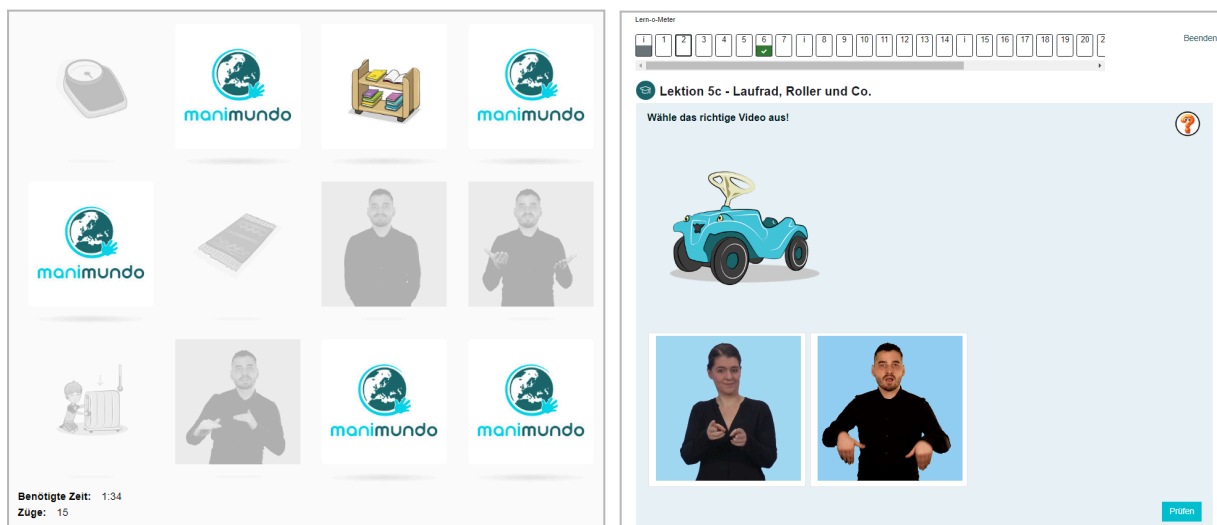 manimundo
manimundo
manimundo
manimundo
manimundo
Benötigte Zeit: 1:34
Züge: 15
Lern-o-Meter
i 1 2 3 4 5 6 7 i 8 9 10 11 12 13 14 i 15 16 17 18 19 20 2
Beenden
Lektion 5c - Laufrad, Roller und Co.
Wähle das richtige Video aus!
?
Prüfen